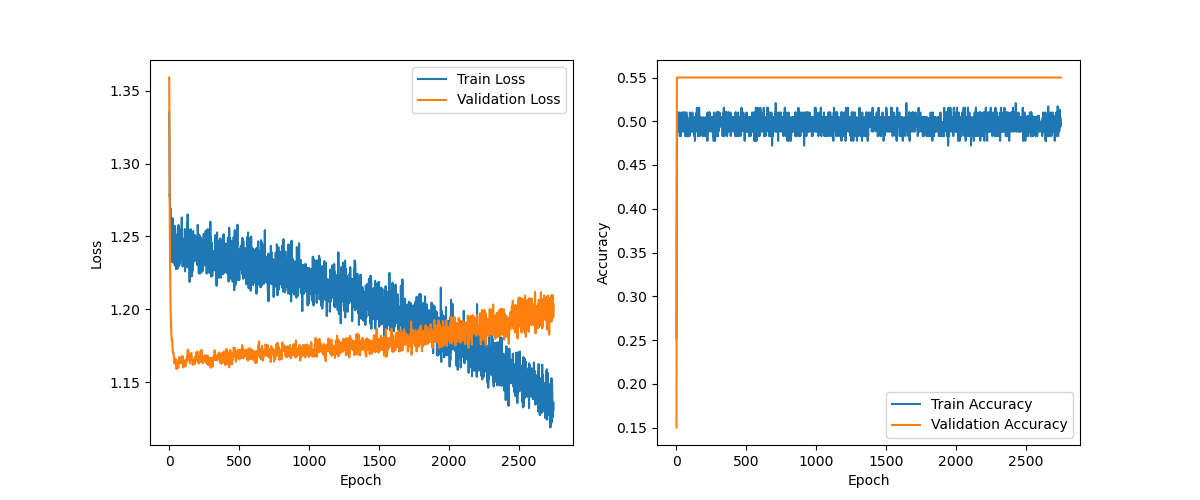 Train Loss
Validation Loss
1.35
1.30
1.25
1.20
1.15
Loss
0 500 1000 1500 2000 2500
Epoch
0.55
0.50
0.45
0.40
0.35
0.30
0.25
0.20
0.15
Accuracy
Train Accuracy
Validation Accuracy
0 500 1000 1500 2000 2500
Epoch